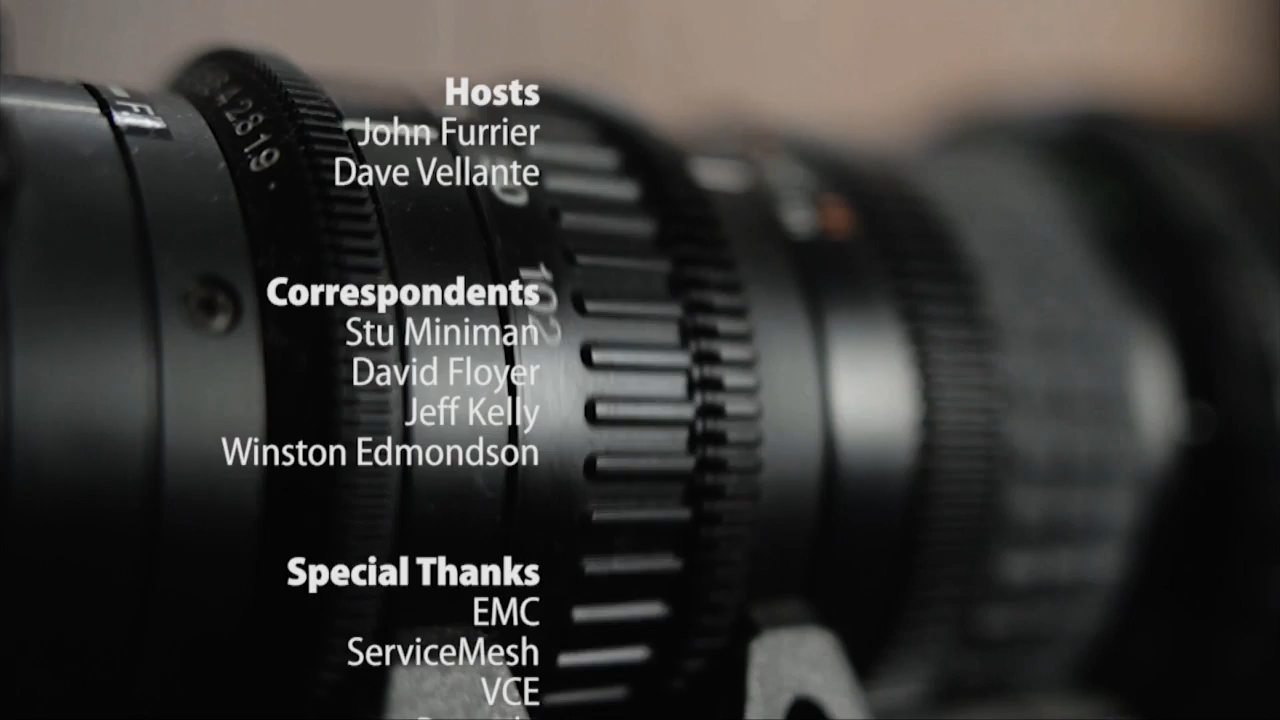 Hosts
John Furrier
Dave Vellante
Correspondents
Stu Miniman
David Floyer
Jeff Kelly
Winston Edmondson
Special Thanks
EMC
ServiceMesh
VCE